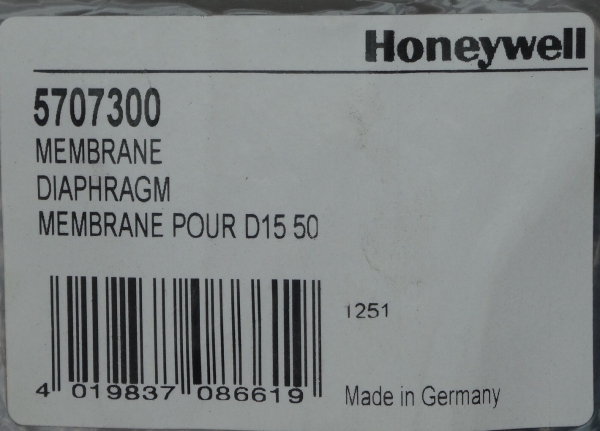 Honeywell
5707300
MEMBRANE
DIAPHRAGM
MEMBRANE POUR D15 50
1251
4 019837 086619
Made in Germany